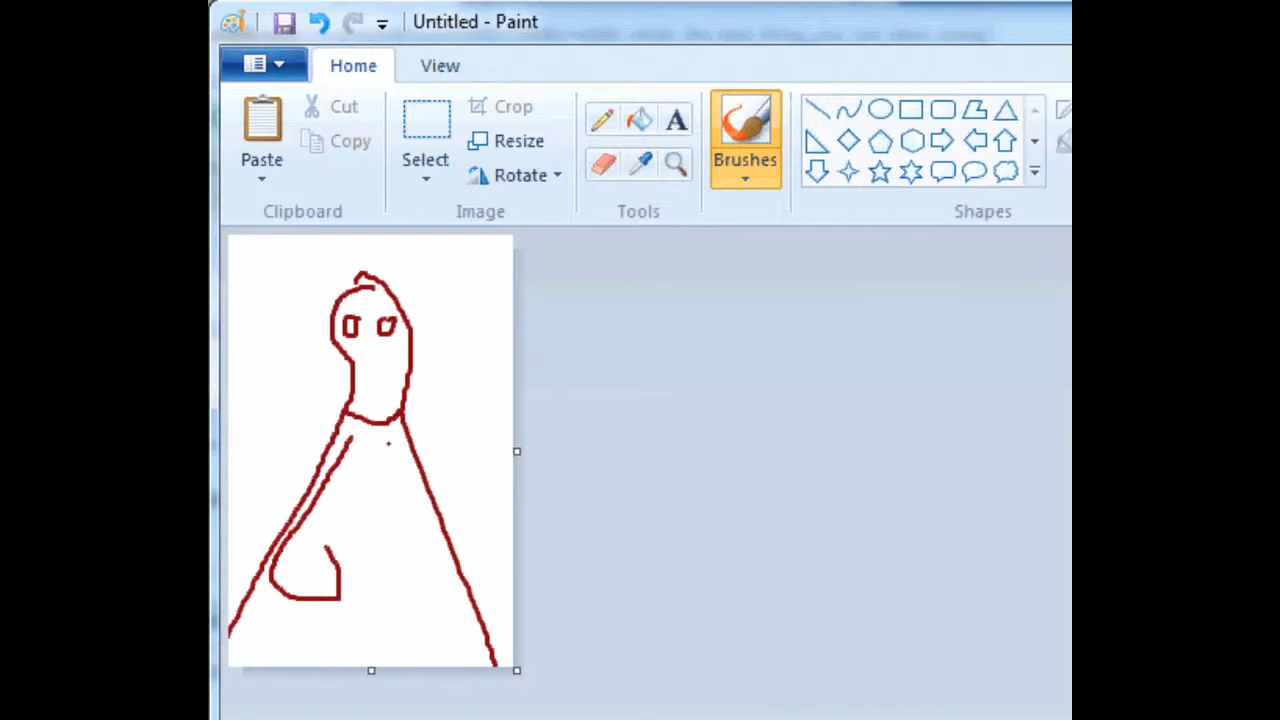 Untitled - Paint
Home View
Cut
Copy
Paste
Clipboard
Select
Crop
Resize
Rotate
Image
A
Tools
Brushes
Shapes